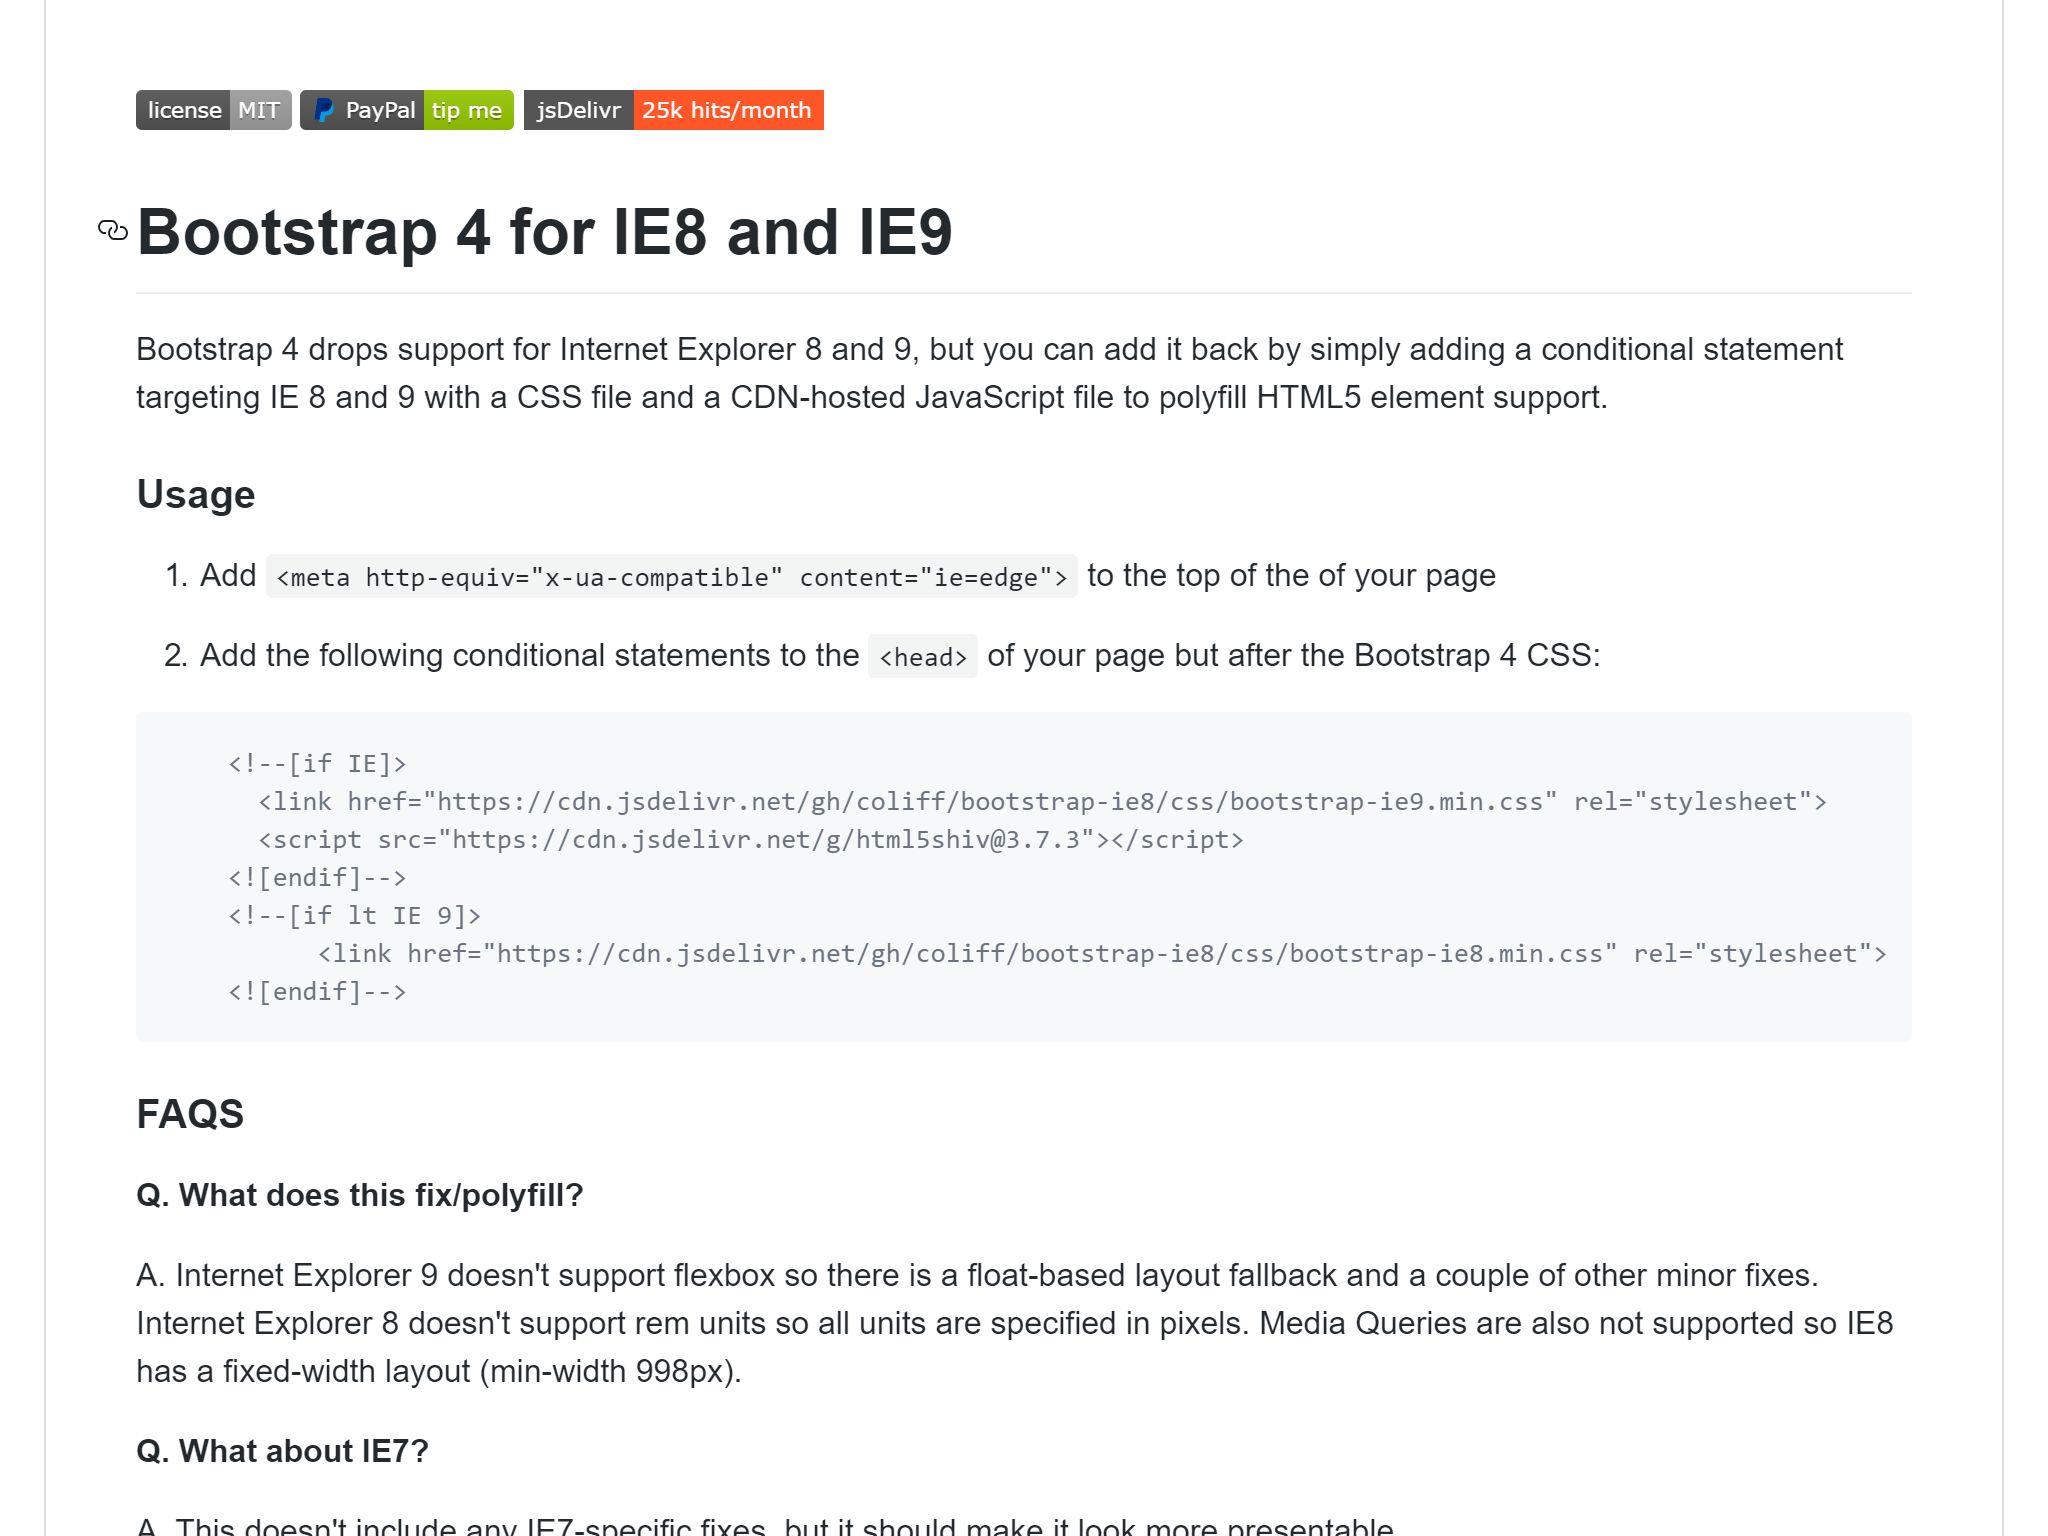 license MIT PayPal tip me jsDelivr 25k hits/month
Bootstrap 4 for IE8 and IE9
Bootstrap 4 drops support for Internet Explorer 8 and 9, but you can add it back by simply adding a conditional statement
targeting IE 8 and 9 with a CSS file and a CDN-hosted JavaScript file to polyfill HTML5 element support.
Usage
1. Add <meta http-equiv="x-ua-compatible" content="ie=edge"> to the top of the of your page
2. Add the following conditional statements to the <head> of your page but after the Bootstrap 4 CSS:
<!--[if IE]>
<link href="https://cdn.jsdelivr.net/gh/coliff/bootstrap-ie8/css/bootstrap-ie9.min.css" rel="stylesheet">
<script src="https://cdn.jsdelivr.net/g/html5shiv@3.7.3"></script>
<![endif]-->
<!--[if lt IE 9]>
<link href="https://cdn.jsdelivr.net/gh/coliff/bootstrap-ie8/css/bootstrap-ie8.min.css" rel="stylesheet">
<![endif]-->
FAQS
Q. What does this fix/polyfill?
A. Internet Explorer 9 doesn't support flexbox so there is a float-based layout fallback and a couple of other minor fixes.
Internet Explorer 8 doesn't support rem units so all units are specified in pixels. Media Queries are also not supported so IE8
has a fixed-width layout (min-width 998px).
Q. What about IE7?
A. This doesn't include any IE7-specific fixes, but it should make it look more presentable.